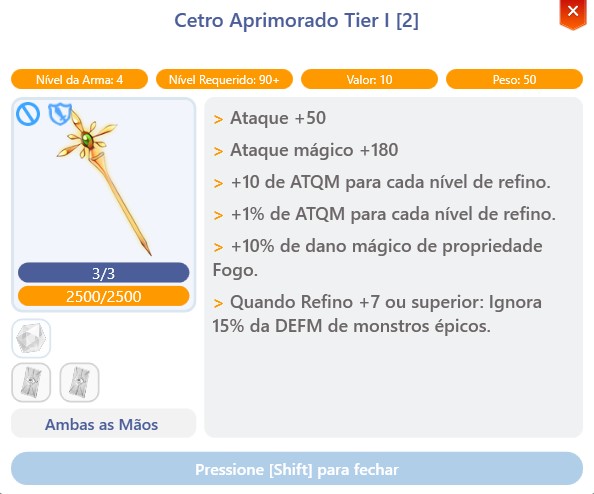 Cetro Aprimorado Tier I [2]
Nível da Arma: 4
Nível Requerido: 90+
Valor: 10
Peso: 50
> Ataque +50
> Ataque mágico +180
> +10 de ATQM para cada nível de refino.
> +1% de ATQM para cada nível de refino.
> +10% de dano mágico de propriedade
Fogo.
> Quando Refino +7 ou superior: Ignora
15% da DEFM de monstros épicos.
3/3
2500/2500
Ambas as Mãos
Pressione [Shift] para fechar